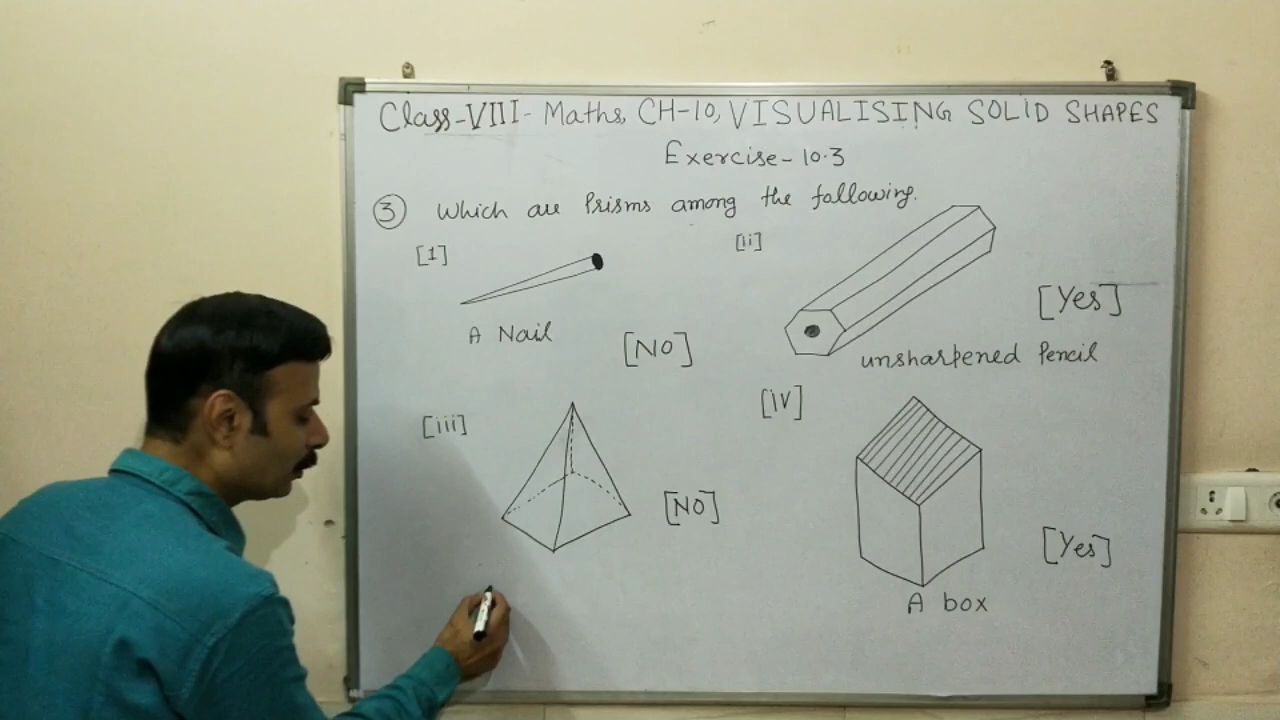 Class-VIII- Maths, CH-10, VISUALISING SOLID SHAPES
Exercise- 10.3
③ Which are Prisms among the following.
[1]
[ii]
A Nail
[NO]
[Yes]
unsharpened Pencil
[iii]
[iv]
[NO]
[Yes]
A box